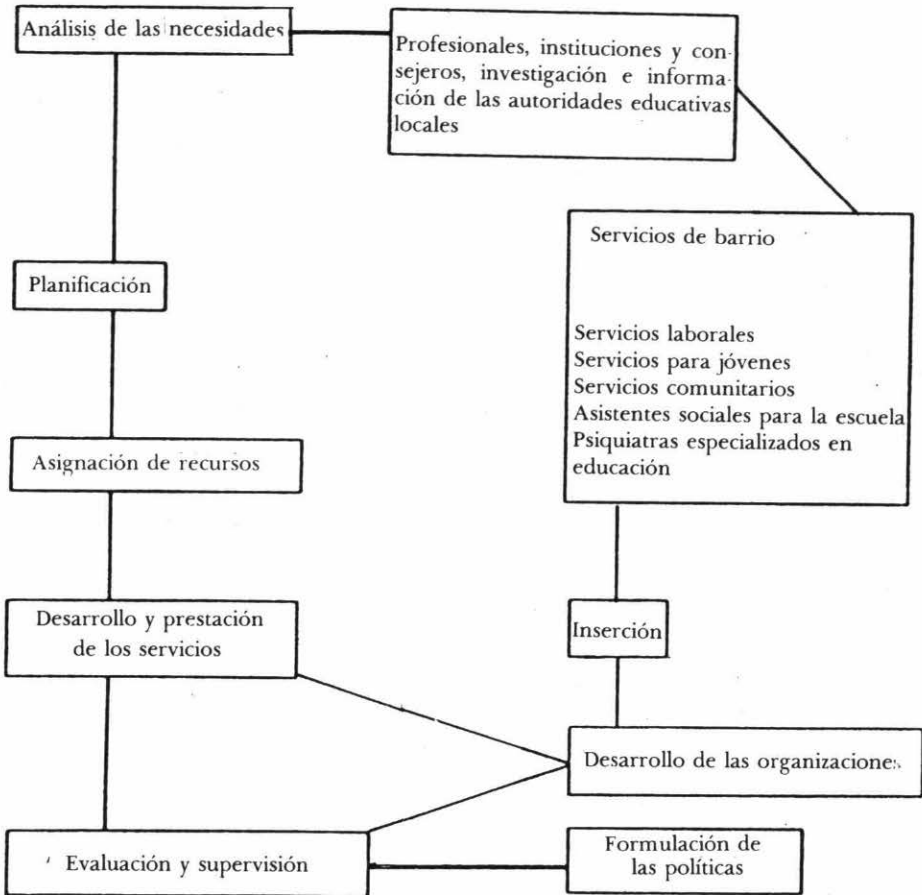 Análisis de las necesidades
Profesionales, instituciones y con-
sejeros, investigación e informa-
ción de las autoridades educativas
locales
Servicios de barrio
Planificación
Servicios laborales
Servicios para jóvenes
Servicios comunitarios
Asistentes sociales para la escuela
Psiquiatras especializados en
educación
Asignación de recursos
Desarrollo y prestación
de los servicios
Inserción
Desarrollo de las organizaciones
Evaluación y supervisión
Formulación de
las políticas